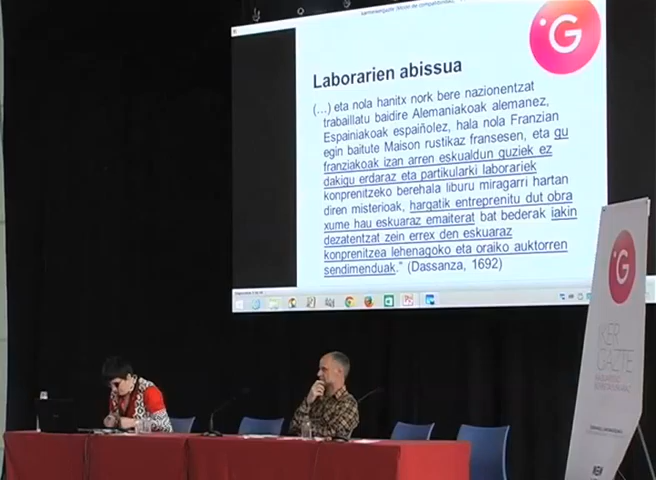 Laborarien abissua
(...) eta nola hanitx nork bere nazionentzat
trabaillatu baidire Alemaniakoak alemanez,
Espainiakoak españolez, hala nola Franzian
egin baitute Maison rustikaz fransesen, eta gu
franziakoak izan arren eskualdun guziek ez
dakigu erdaraz eta partikularki laborariek
konprenitzeko berehala liburu miragarri hartan
diren misterioak, hargatik entreprenitu dut obra
xume hau eskuaraz emaiterat bat bederak iakin
dezatentzat zein errex den eskuaraz
konprenitzea lehenagoko eta oraiko auktorren
sendimenduak." (Dassanza, 1692)
G
G
IKER
GAZTE